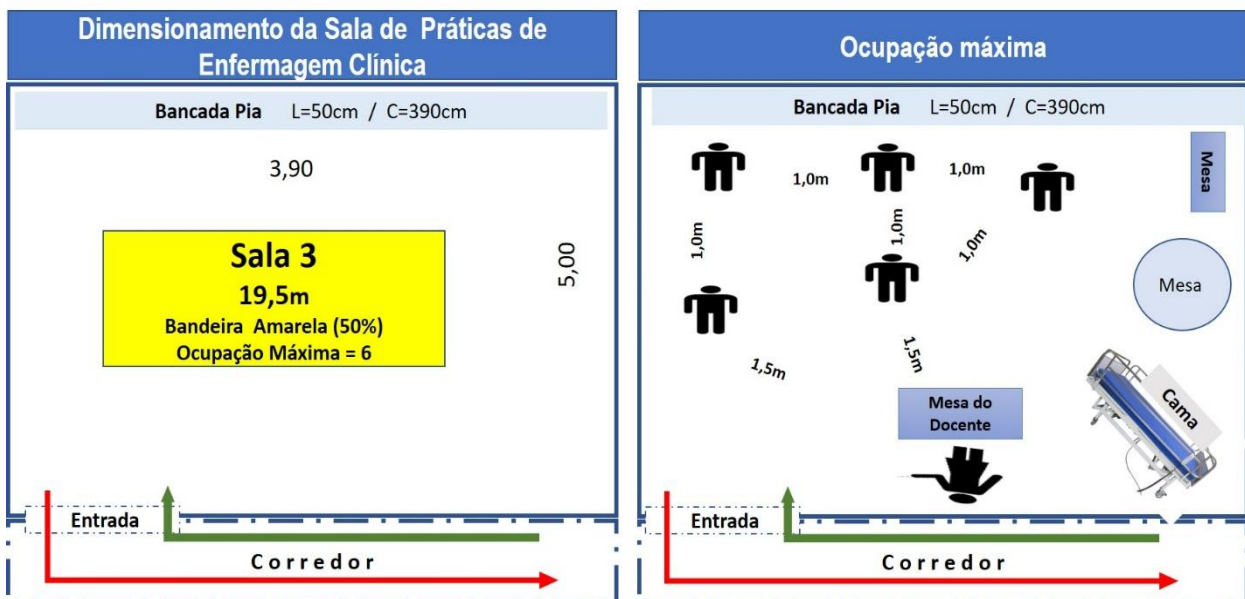 Dimensionamento da Sala de Práticas de
Enfermagem Clínica
Bancada Pia L=50cm / C=390cm
3,90
5,00
Sala 3
19,5m
Bandeira Amarela (50%)
Ocupação Máxima = 6
Entrada
Corredor
Ocupação máxima
Bancada Pia L=50cm / C=390cm
Mesa
1,0m
1,0m
1,0m
1,0m
1,0m
Mesa
1,5m
1,5m
Mesa do
Docente
Cama
Entrada
Corredor